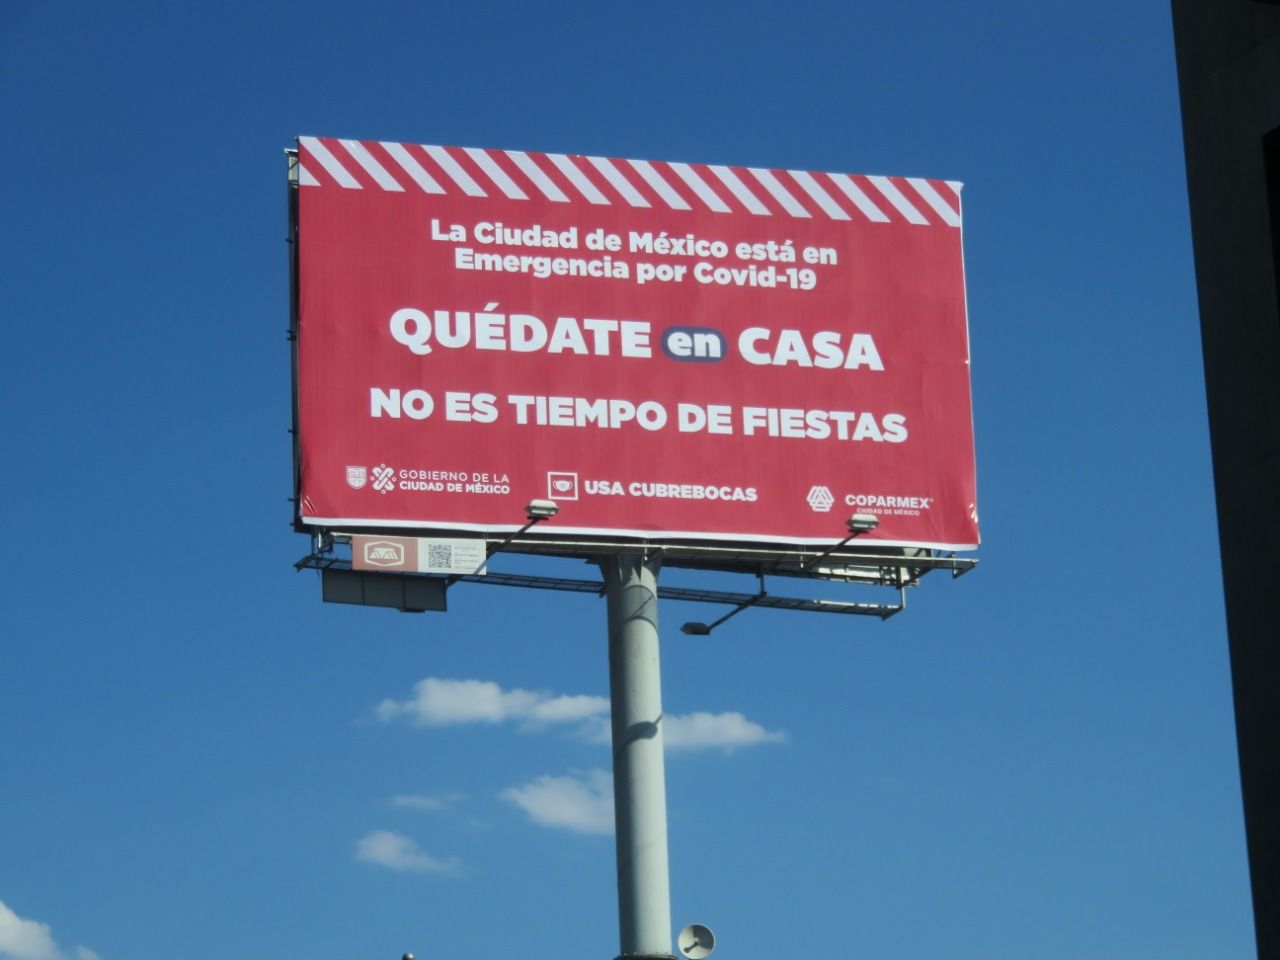 La Ciudad de México está en
Emergencia por Covid-19
QUÉDATE en CASA
NO ES TIEMPO DE FIESTAS
GOBIERNO DE LA
CIUDAD DE MÉXICO
USA CUBREBOCAS
COPARMEX
CIUDAD DE MÉXICO